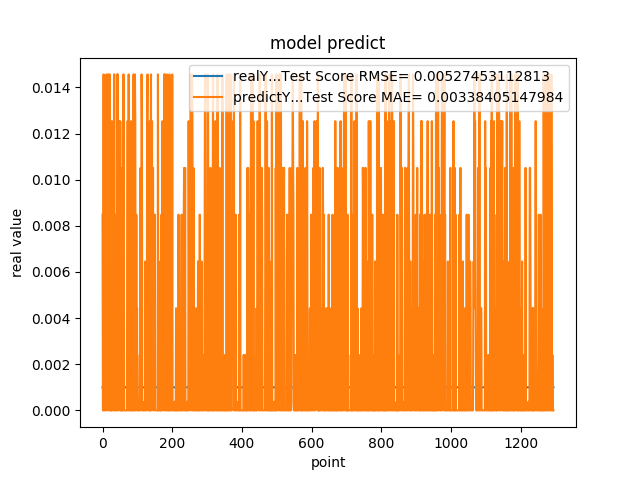 model predict
realY...Test Score RMSE= 0.00527453112813
predictY...Test Score MAE= 0.00338405147984
0.014
0.012
0.010
0.008
0.006
0.004
0.002
0.000
real value
0 200 400 600 800 1000 1200
point